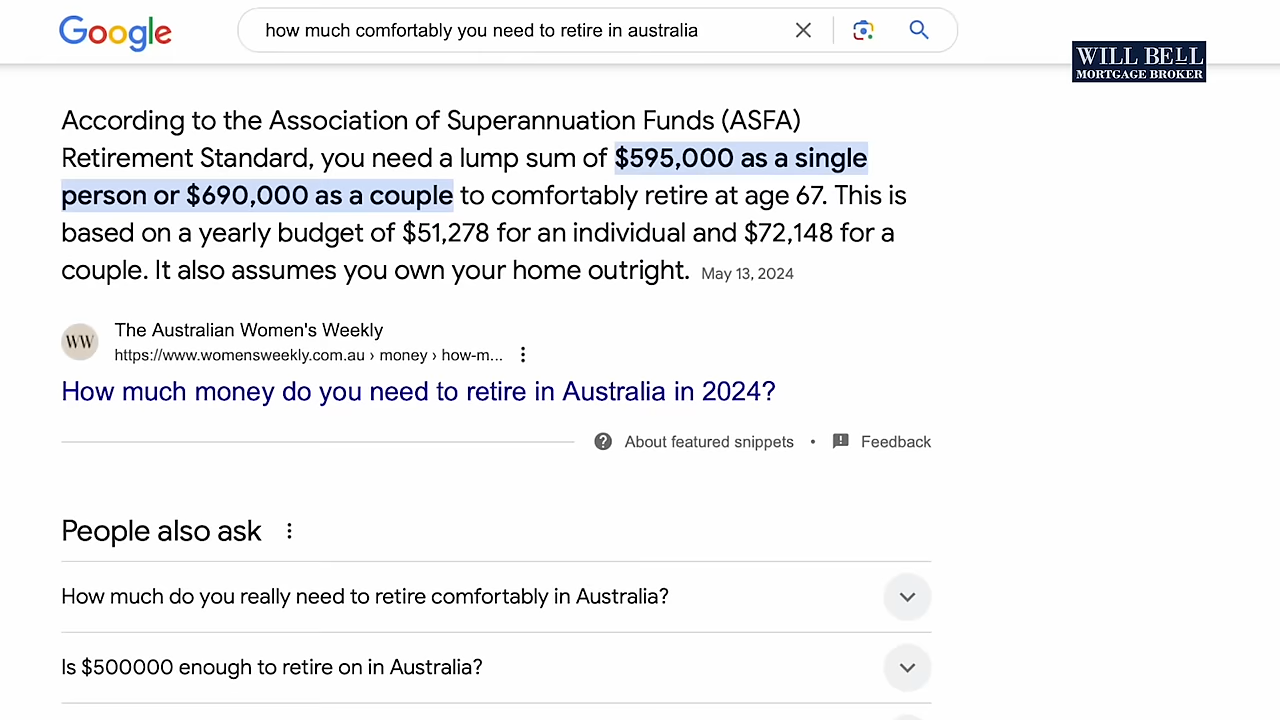 Google
how much comfortably you need to retire in australia
WILL BELL
MORTGAGE BROKER
According to the Association of Superannuation Funds (ASFA)
Retirement Standard, you need a lump sum of $595,000 as a single
person or $690,000 as a couple to comfortably retire at age 67. This is
based on a yearly budget of $51,278 for an individual and $72,148 for a
couple. It also assumes you own your home outright. May 13, 2024
WW
The Australian Women's Weekly
https://www.womensweekly.com.au › money › how-m...
How much money do you need to retire in Australia in 2024?
About featured snippets • Feedback
People also ask
How much do you really need to retire comfortably in Australia?
Is $500000 enough to retire on in Australia?